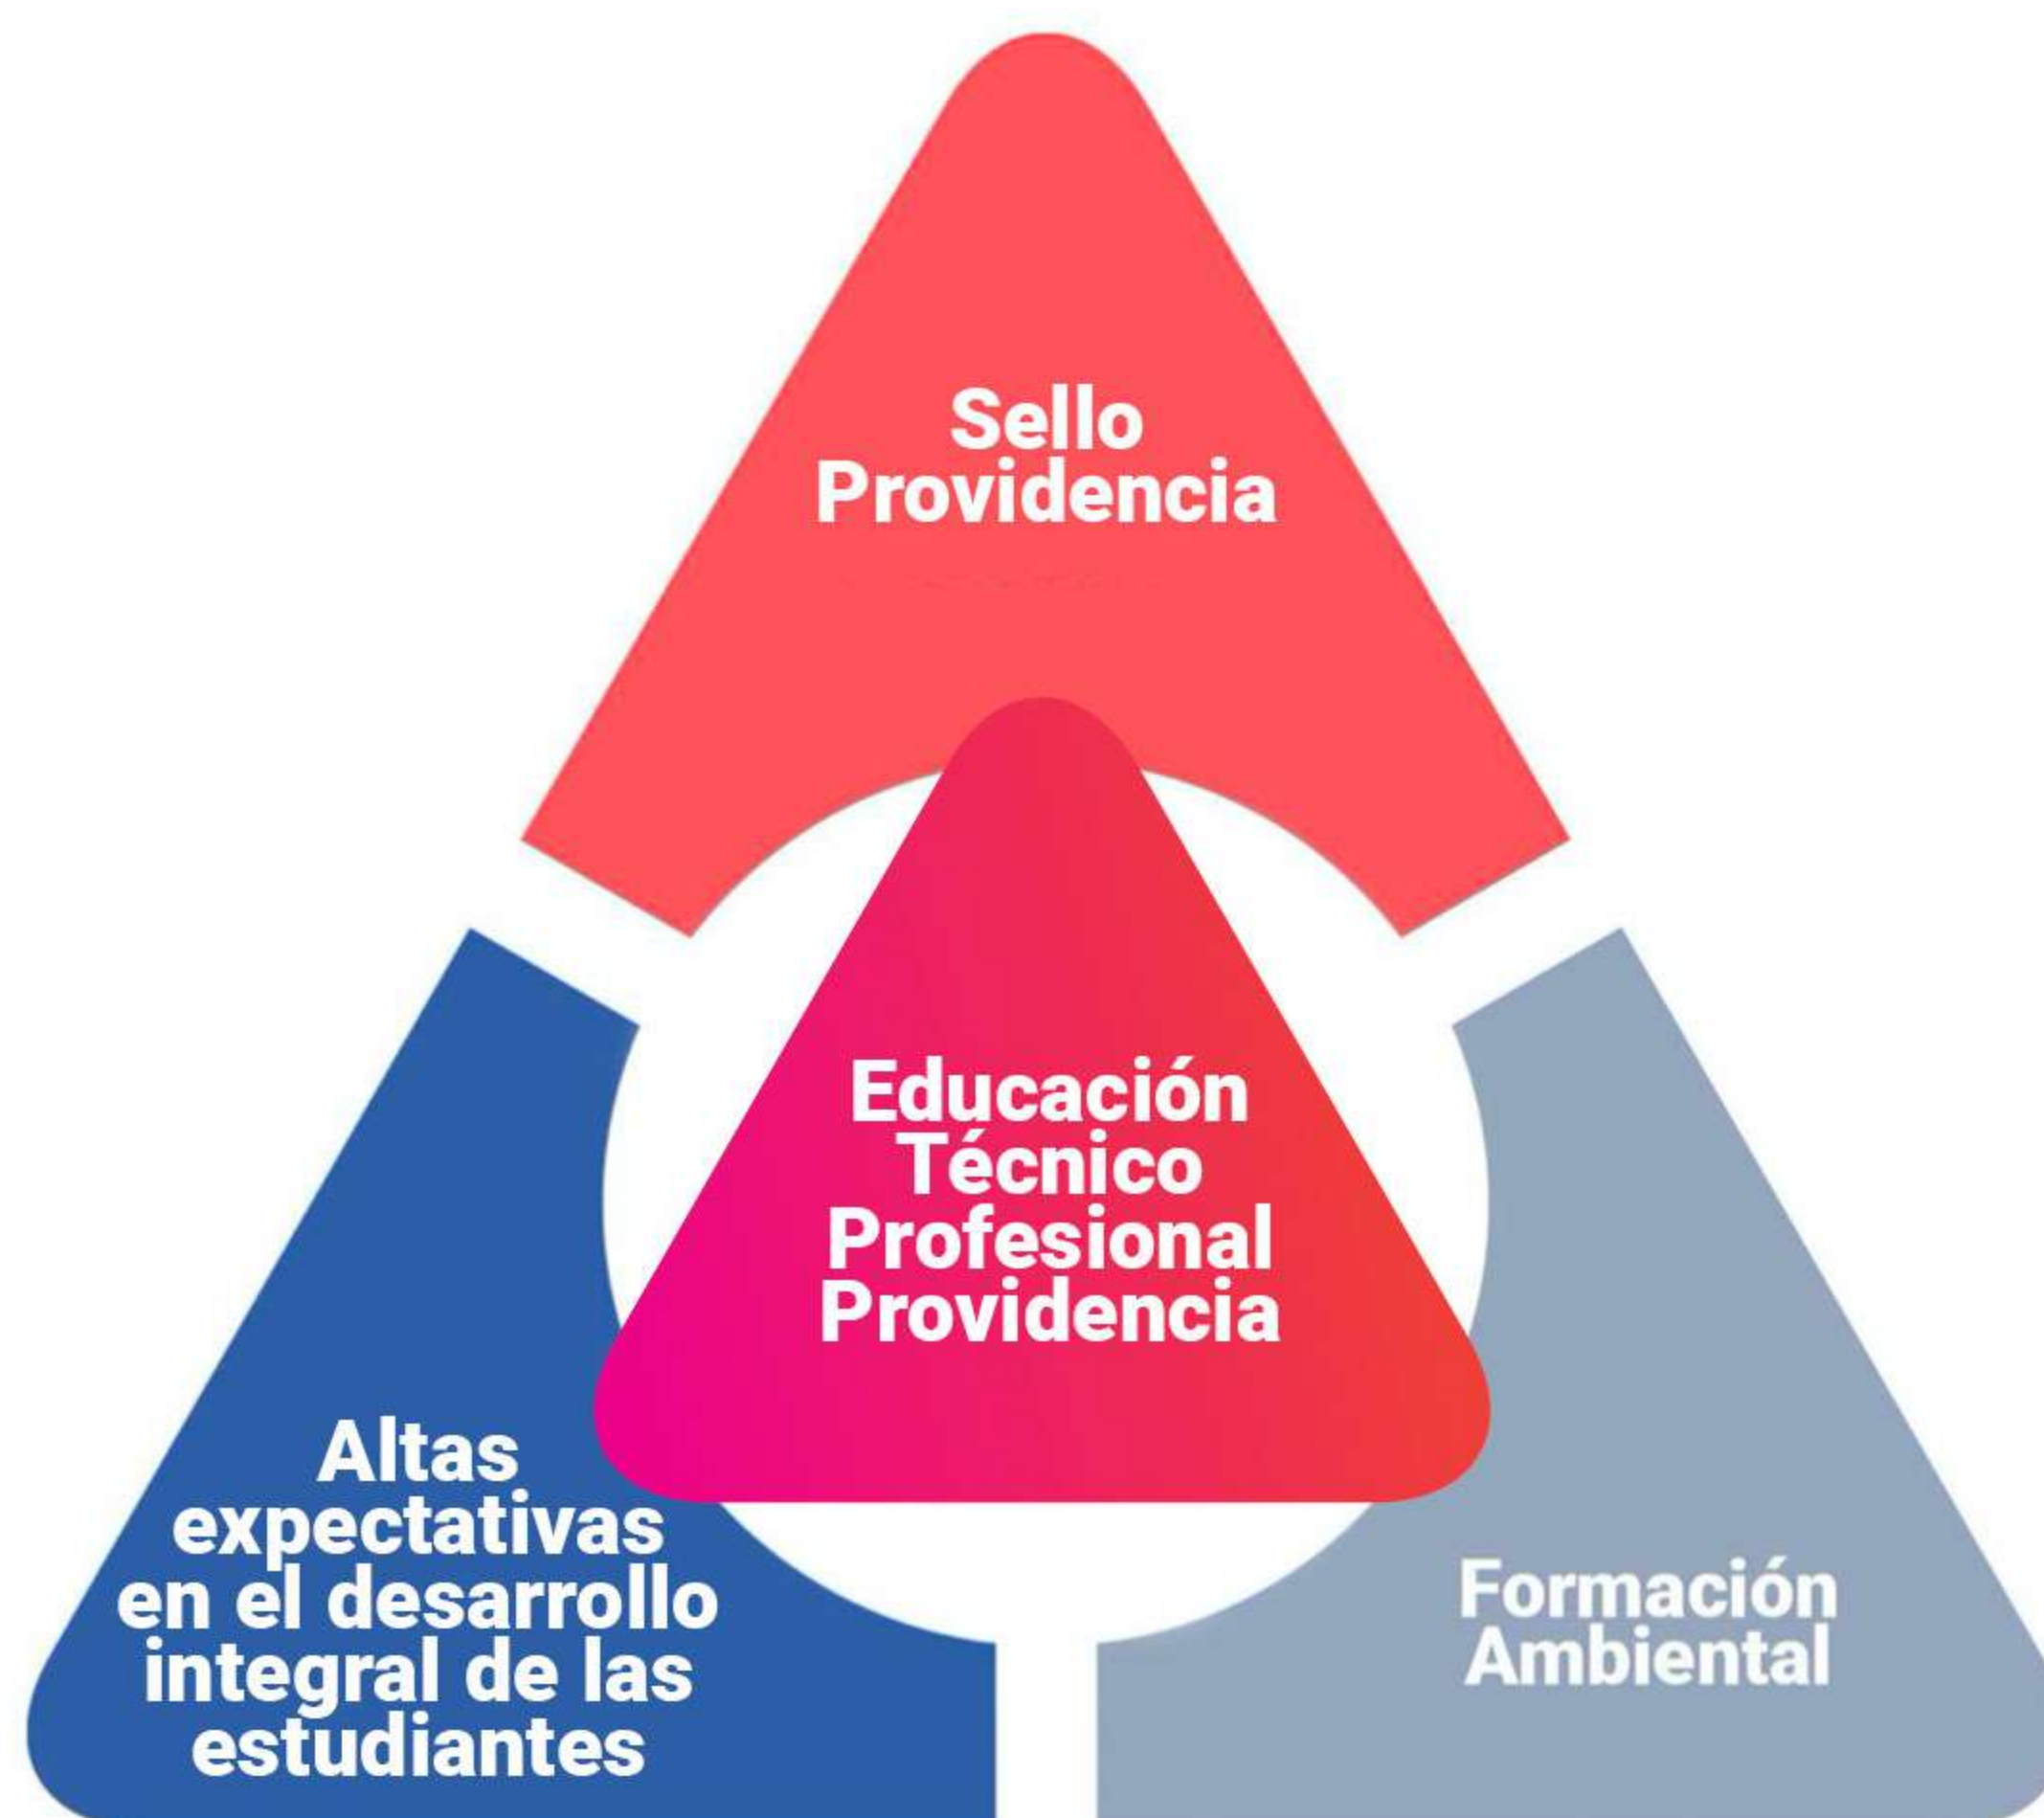 Sello
Providencia
Educación
Técnico
Profesional
Providencia
Altas
expectativas
en el desarrollo
integral de las
estudiantes
Formación
Ambiental